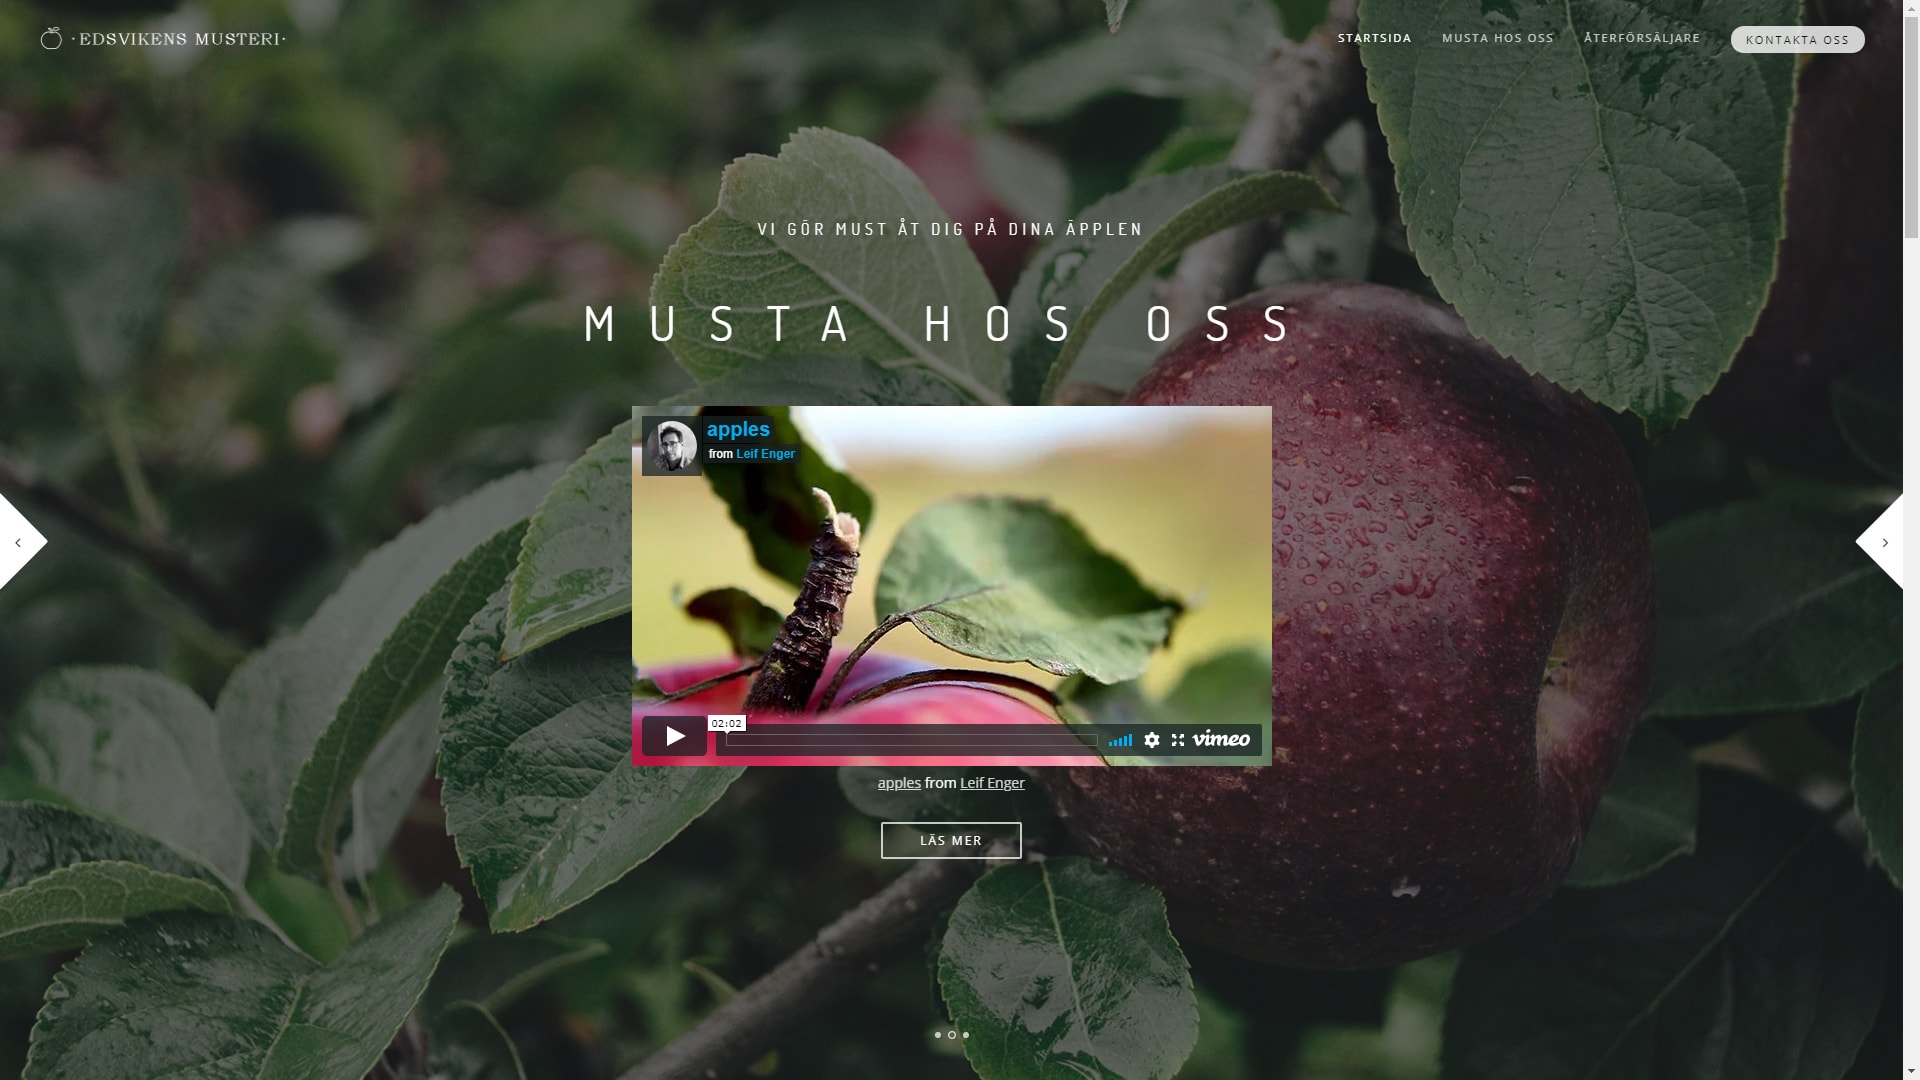 ·EDSVIKENS MUSTERI·
STARTSIDA
MUSTA HOS OSS
ÅTERFÖRSÄLJARE
KONTAKTA OSS
VI GÖR MUST ÅT DIG PÅ DINA ÄPPLEN
MUSTA HOS OSS
apples
from Leif Enger
02:02
vimeo
apples from Leif Enger
LÄS MER